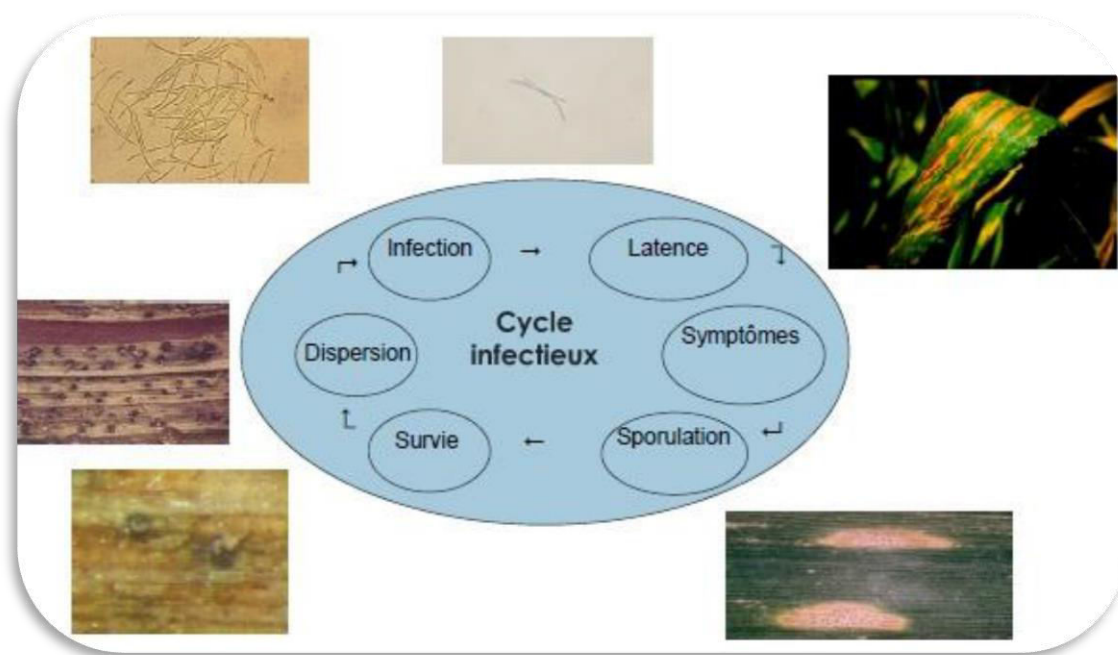 Infection
Latence
Cycle
infectieux
Dispersion
Symptômes
Survie
Sporulation